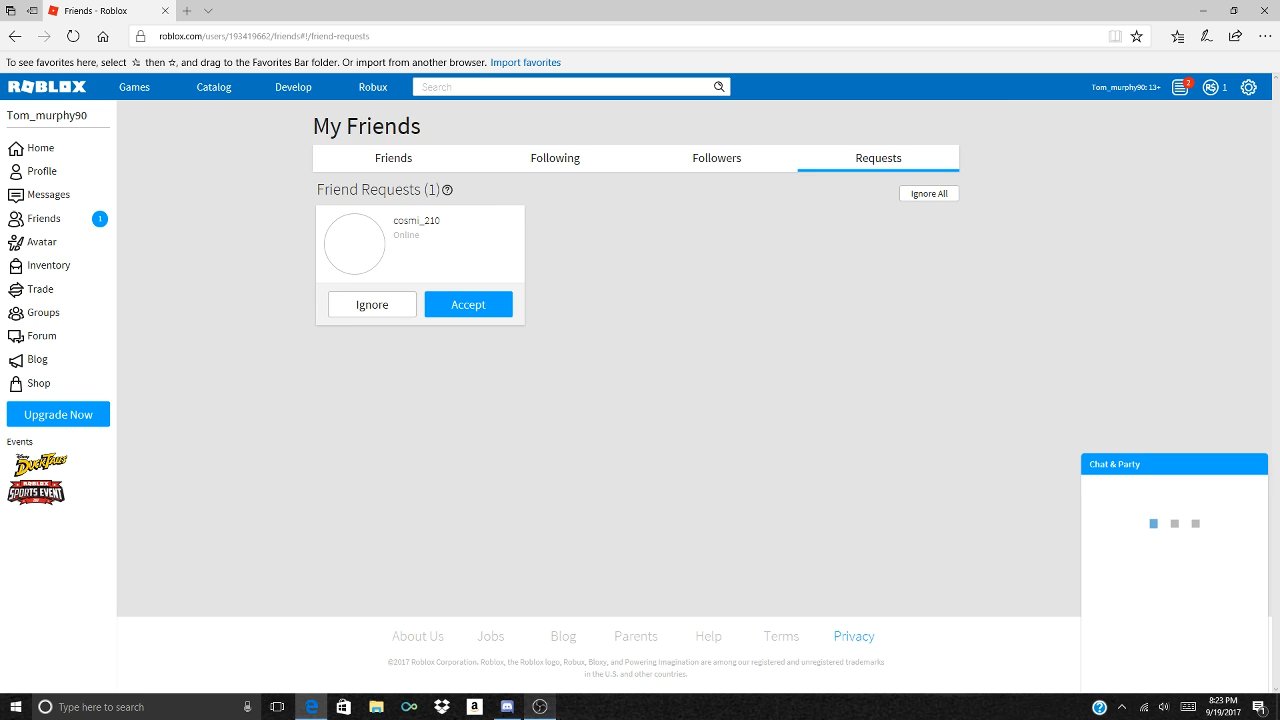 Friends - Roblox
roblox.com/users/193419662/friends#!/friend-requests
To see favorites here, select ☆ then ☆, and drag to the Favorites Bar folder. Or import from another browser. Import favorites
ROBLOX Games Catalog Develop Robux Search Tom_murphy90: 13+ 2 R$ 1
Tom_murphy90
Home
Profile
Messages
Friends 1
Avatar
Inventory
Trade
Groups
Forum
Blog
Shop
Upgrade Now
Events
Disney DUCKTALES
ROBLOX
SPORTS EVENT
My Friends
Friends Following Followers Requests
Friend Requests (1)
Ignore All
cosmi_210
Online
Ignore Accept
Chat & Party
About Us Jobs Blog Parents Help Terms Privacy
©2017 Roblox Corporation. Roblox, the Roblox logo, Robux, Bloxy, and Powering Imagination are among our registered and unregistered trademarks
in the U.S. and other countries.
Type here to search
8:23 PM
9/19/2017